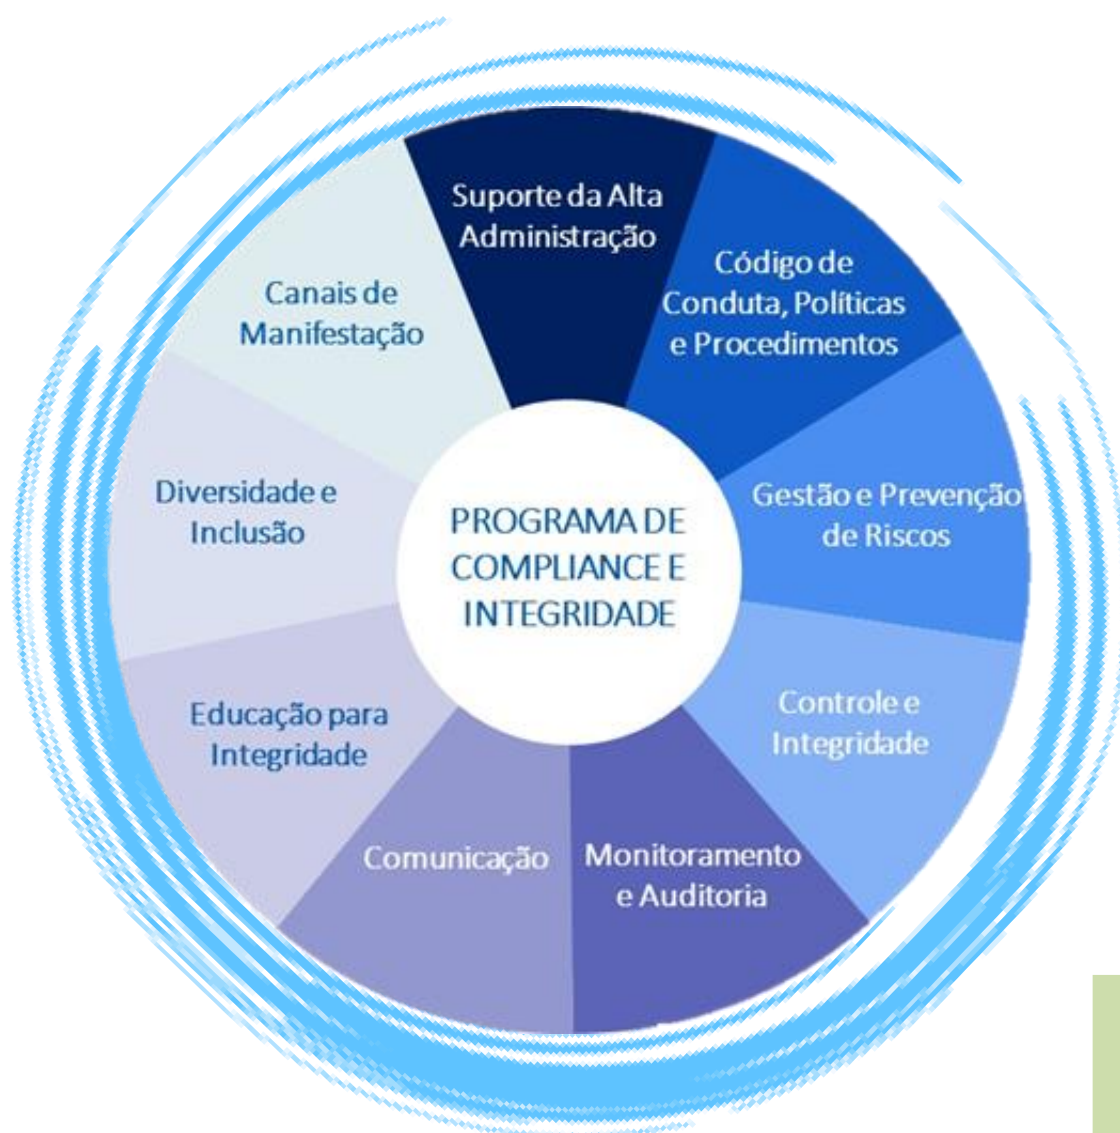 Suporte da Alta
Administração
Código de
Conduta, Políticas
e Procedimentos
Gestão e Prevenção
de Riscos
Controle e
Integridade
Monitoramento
e Auditoria
Comunicação
Educação para
Integridade
Diversidade e
Inclusão
Canais de
Manifestação
PROGRAMA DE
COMPLIANCE E
INTEGRIDADE